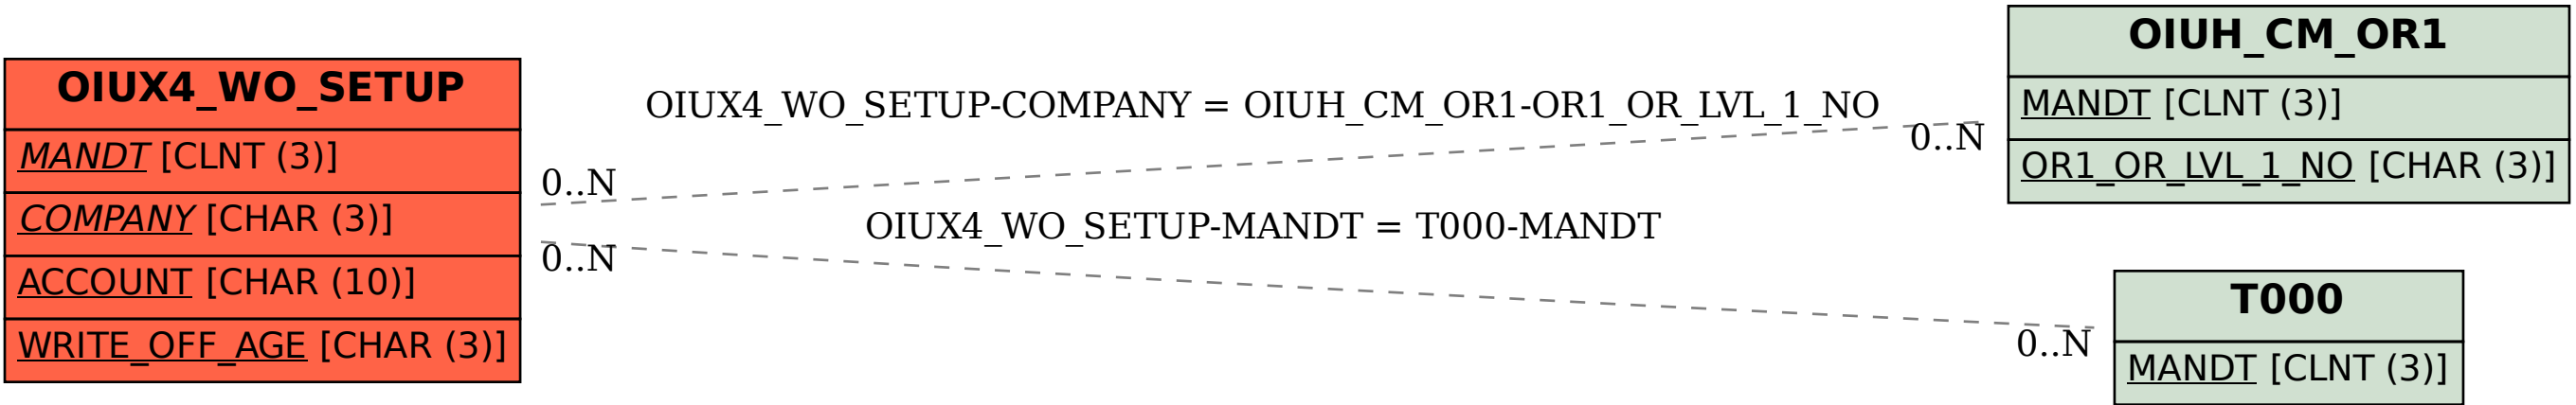 OIUX4_WO_SETUP
MANDT [CLNT (3)]
COMPANY [CHAR (3)]
ACCOUNT [CHAR (10)]
WRITE_OFF_AGE [CHAR (3)]
OIUX4_WO_SETUP-COMPANY = OIUH_CM_OR1-OR1_OR_LVL_1_NO
0..N
0..N
OIUX4_WO_SETUP-MANDT = T000-MANDT
0..N
0..N
OIUH_CM_OR1
MANDT [CLNT (3)]
OR1_OR_LVL_1_NO [CHAR (3)]
T000
MANDT [CLNT (3)]